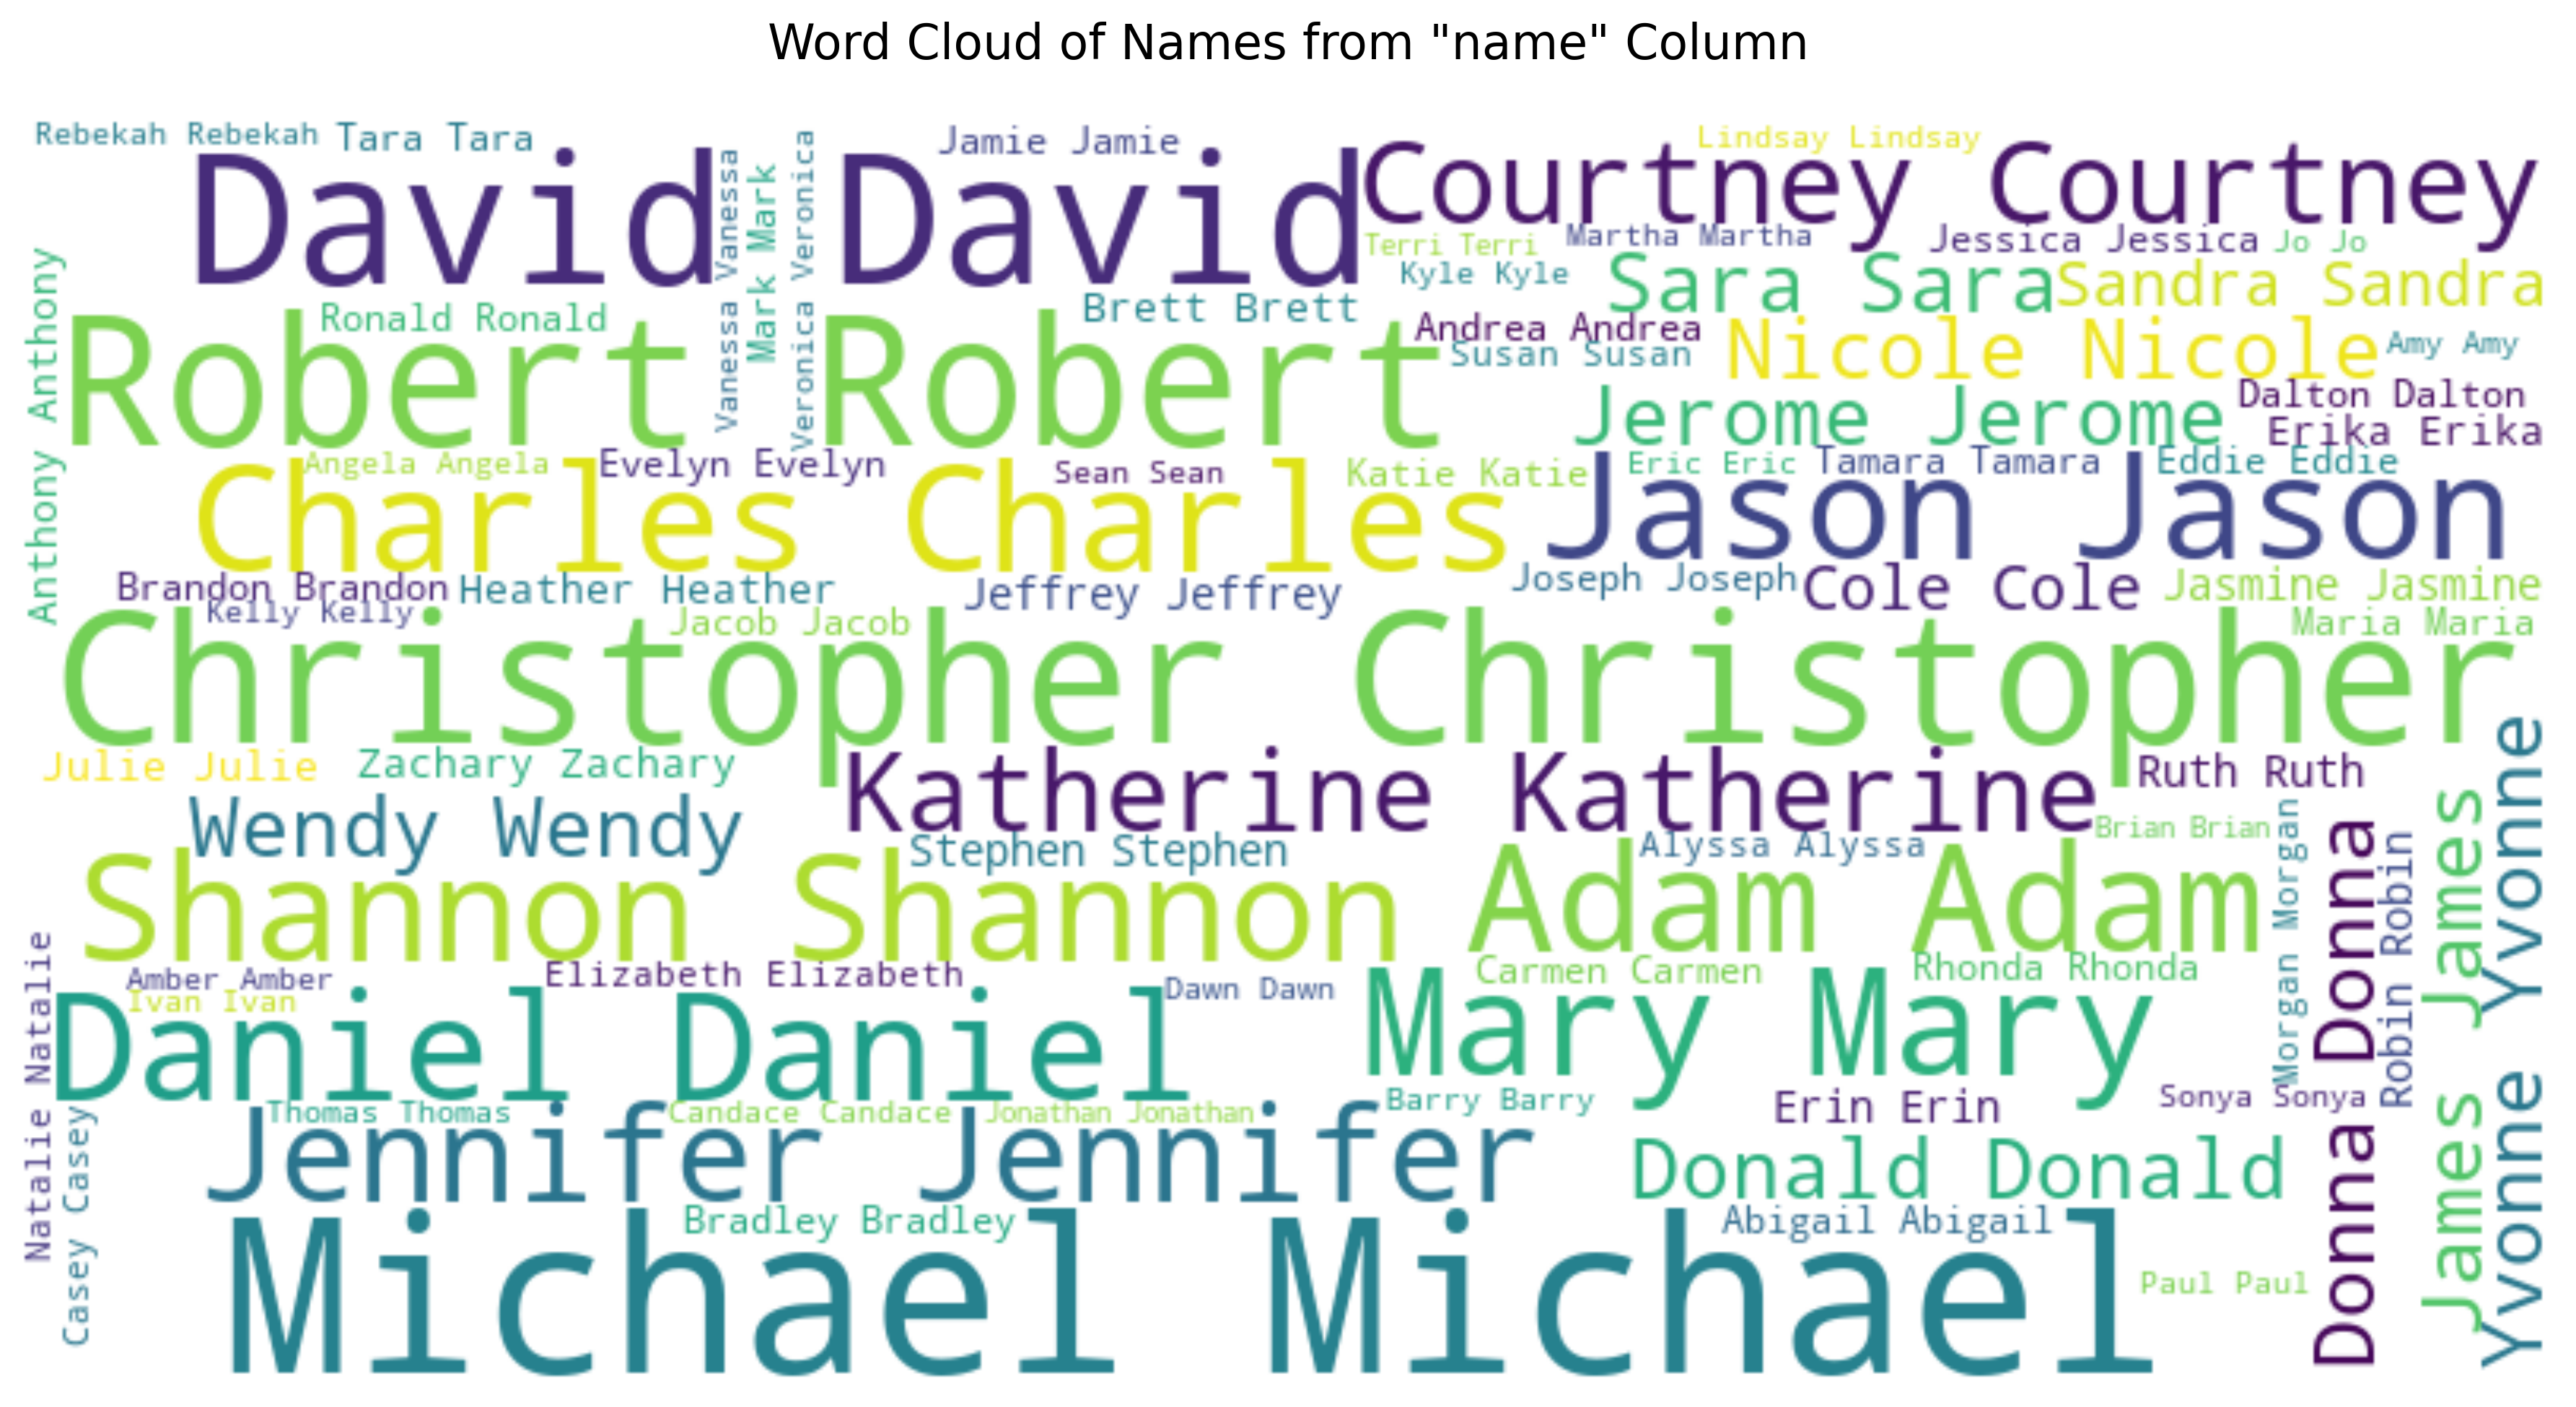 Word Cloud of Names from "name" Column
Rebekah Rebekah
Tara Tara
Jamie Jamie
Lindsay Lindsay
David David
Courtney Courtney
Vanessa Vanessa
Mark Mark
Veronica Veronica
Terri Terri
Martha Martha
Jessica Jessica
Jo Jo
Kyle Kyle
Sara Sara
Sandra Sandra
Anthony Anthony
Ronald Ronald
Brett Brett
Robert Robert
Andrea Andrea
Susan Susan
Nicole Nicole
Amy Amy
Jerome Jerome
Dalton Dalton
Erika Erika
Angela Angela
Evelyn Evelyn
Sean Sean
Katie Katie
Eric Eric
Tamara Tamara
Eddie Eddie
Charles Charles
Jason Jason
Brandon Brandon
Heather Heather
Jeffrey Jeffrey
Joseph Joseph
Cole Cole
Jasmine Jasmine
Kelly Kelly
Jacob Jacob
Maria Maria
Christopher Christopher
Julie Julie
Zachary Zachary
Katherine Katherine
Ruth Ruth
Wendy Wendy
Stephen Stephen
Alyssa Alyssa
Brian Brian
Shannon Shannon
Adam Adam
Morgan Morgan
Donna Donna
Robin Robin
James James
Yvonne Yvonne
Natalie Natalie
Amber Amber
Elizabeth Elizabeth
Dawn Dawn
Carmen Carmen
Rhonda Rhonda
Ivan Ivan
Daniel Daniel
Mary Mary
Casey Casey
Thomas Thomas
Candace Candace
Jonathan Jonathan
Barry Barry
Erin Erin
Sonya Sonya
Jennifer Jennifer
Donald Donald
Bradley Bradley
Abigail Abigail
Michael Michael
Paul Paul